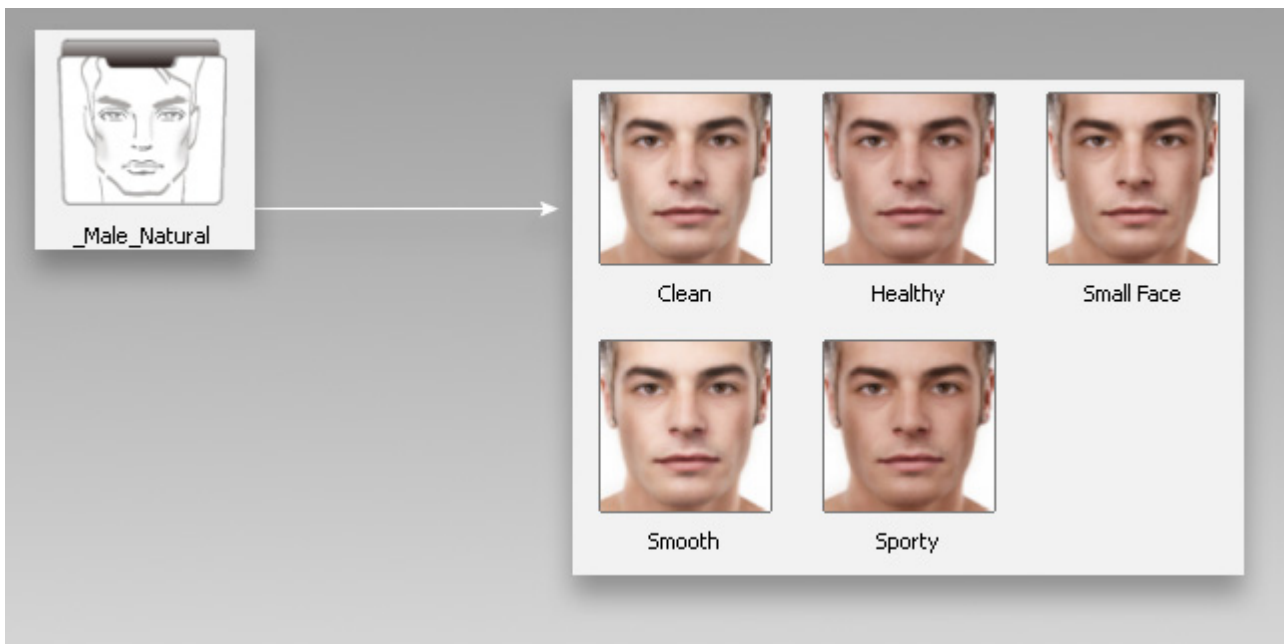 _Male_Natural
Clean
Healthy
Small Face
Smooth
Sporty